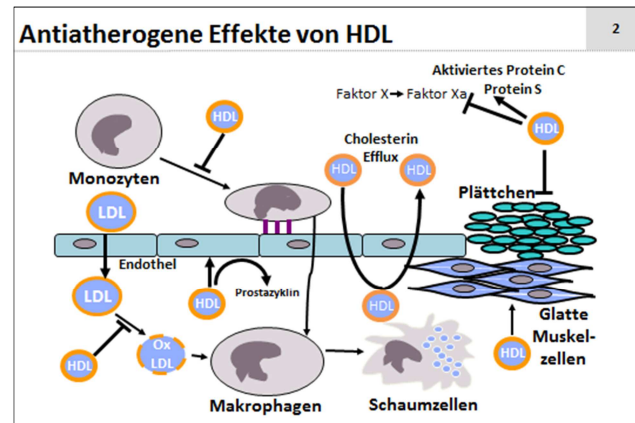 Antiatherogene Effekte von HDL
2
Aktiviertes Protein C
Protein S
Faktor X
Faktor Xa
HDL
HDL
Cholesterin
Efflux
HDL
HDL
Monozyten
Plättchen
LDL
Endothel
LDL
HDL
Prostazyklin
HDL
Glatte
Muskel-
zellen
Ox
LDL
HDL
HDL
Makrophagen
Schaumzellen